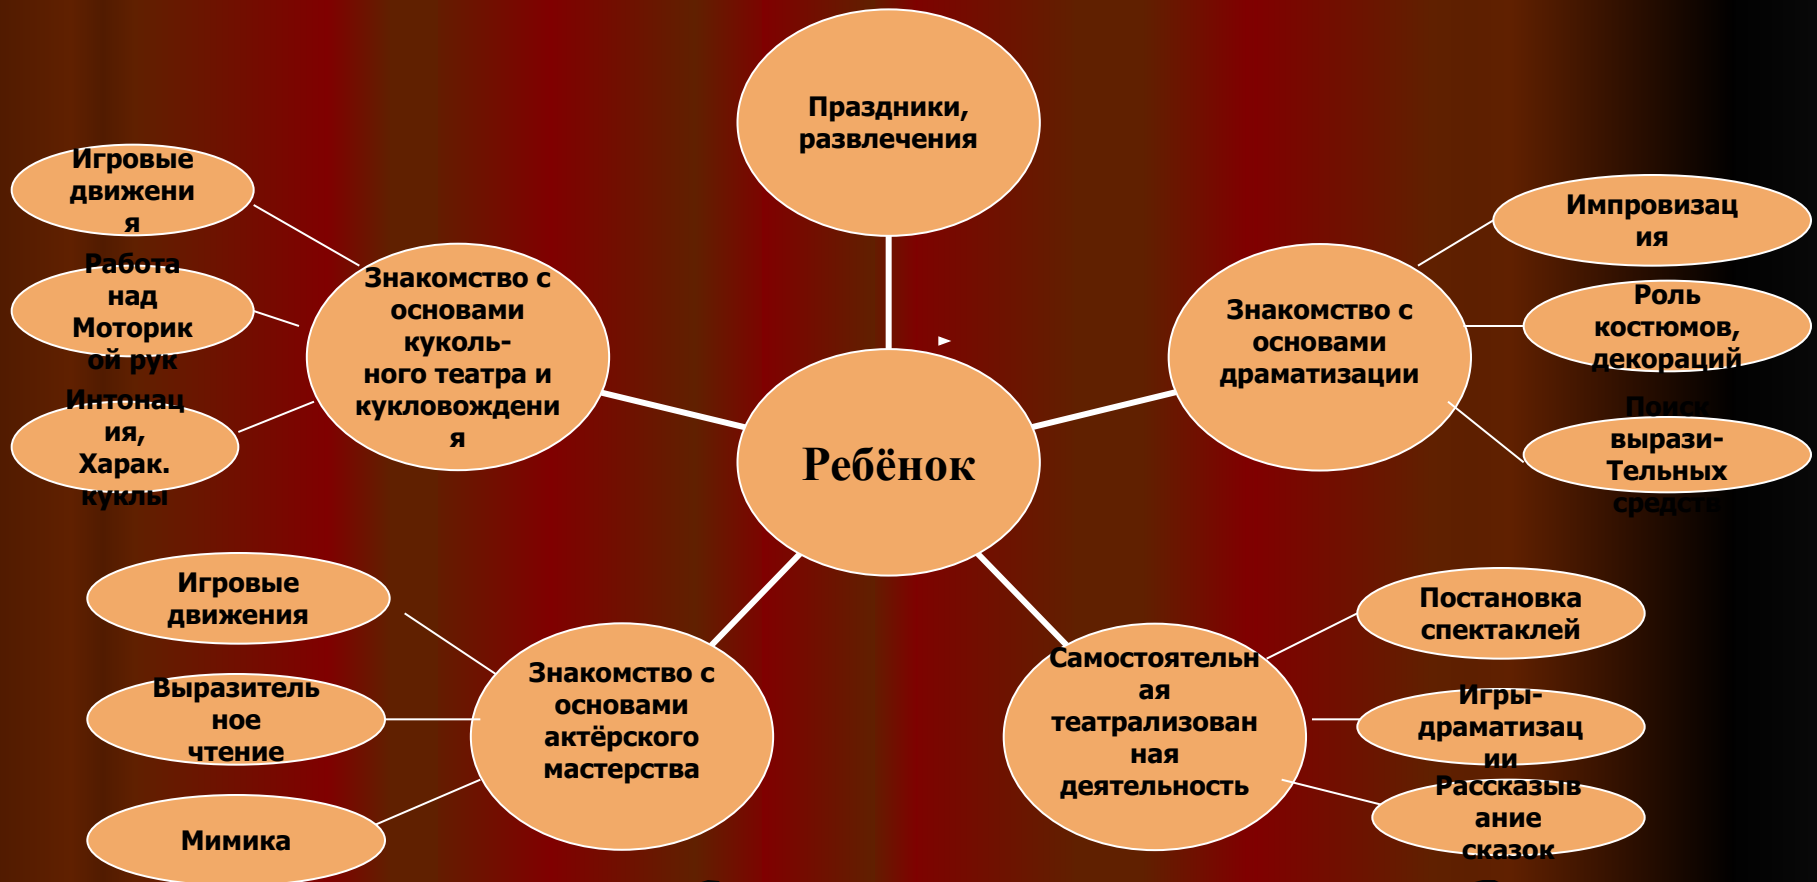 Праздники,
развлечения
Игровые
движени
я
Работа
над
Моторик
ой рук
Интонац
ия,
Харак.
куклы
Знакомство с
основами
куколь-
ного театра и
кукловождени
я
Импровизац
ия
Роль
костюмов,
декораций
Поиск
вырази-
Тельных
средств
Знакомство с
основами
драматизации
Ребёнок
Игровые
движения
Выразитель
ное
чтение
Мимика
Знакомство с
основами
актёрского
мастерства
Самостоятельн
ая
театрализован
ная
деятельность
Постановка
спектаклей
Игры-
драматизац
ии
Рассказыв
ание
сказок